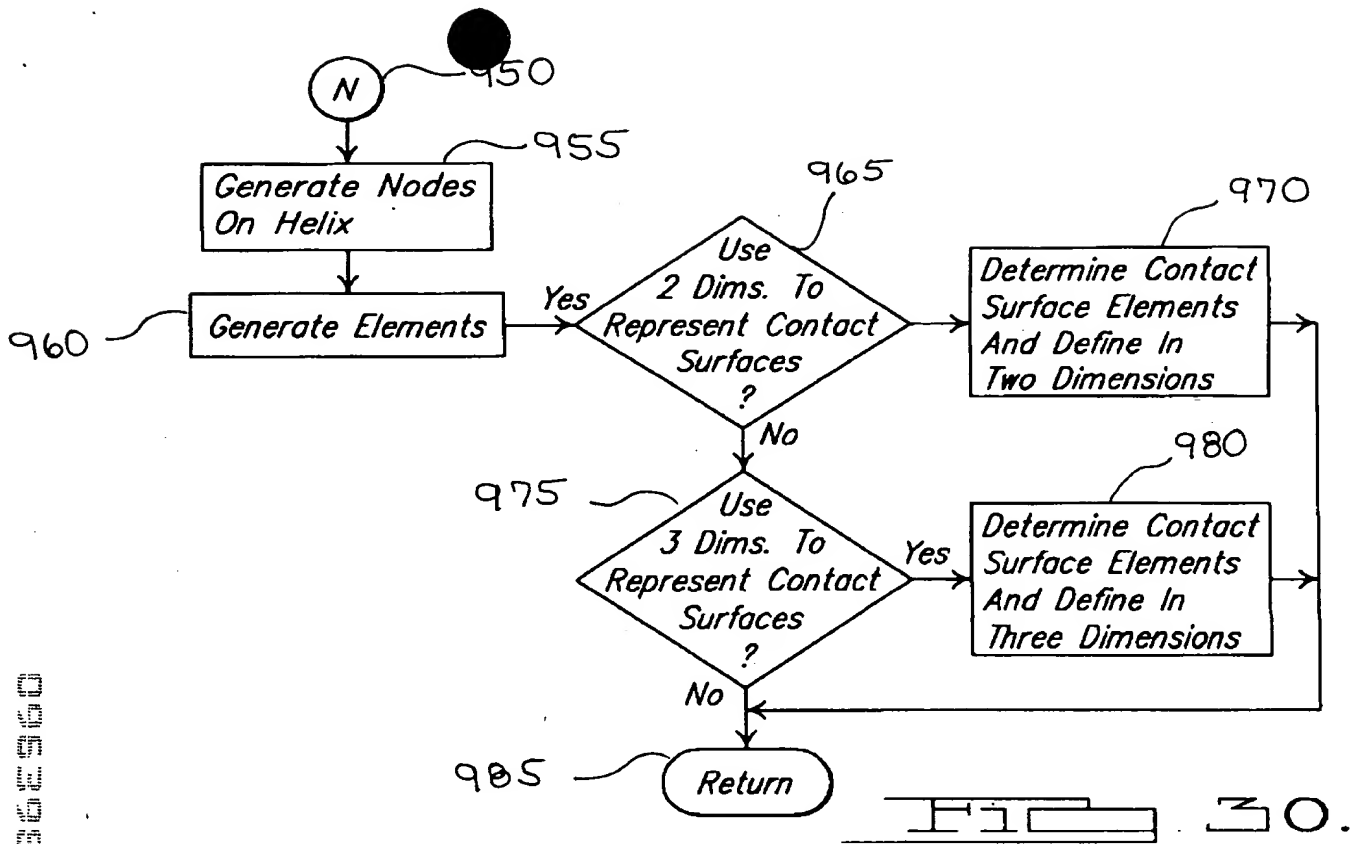 950
N
955
Generate Nodes
On Helix
960
Generate Elements
Yes
965
Use
2 Dims. To
Represent Contact
Surfaces
?
970
Determine Contact
Surface Elements
And Define In
Two Dimensions
No
975
Use
3 Dims. To
Represent Contact
Surfaces
?
Yes
980
Determine Contact
Surface Elements
And Define In
Three Dimensions
No
985
Return
FIG. 30.